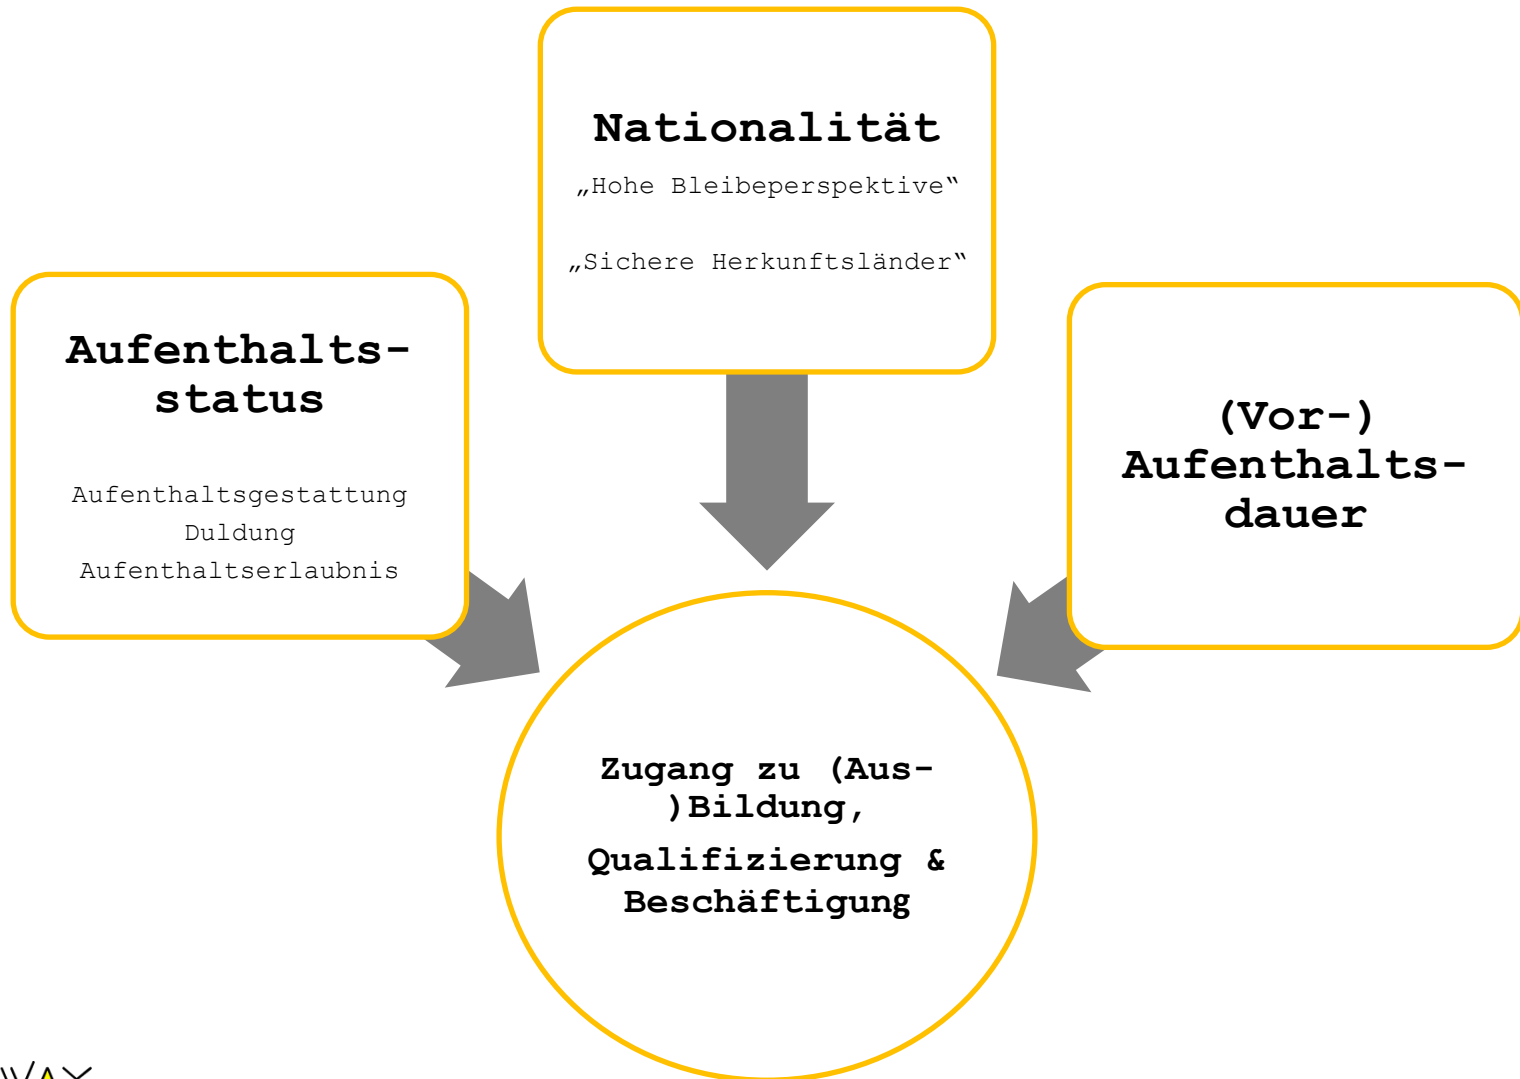 Nationalität
„Hohe Bleibeperspektive“
„Sichere Herkunftsländer“
Aufenthalts-
status
Aufenthaltsgestattung
Duldung
Aufenthaltserlaubnis
(Vor-)
Aufenthalts-
dauer
Zugang zu (Aus-
)Bildung,
Qualifizierung &
Beschäftigung